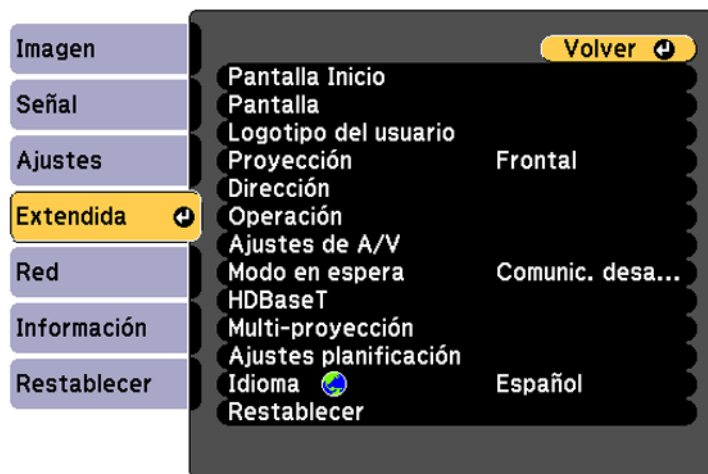 Imagen
Señal
Ajustes
Extendida
Red
Información
Restablecer
Volver
Pantalla Inicio
Pantalla
Logotipo del usuario
Proyección Frontal
Dirección
Operación
Ajustes de A/V
Modo en espera Comunic. desa...
HDBaseT
Multi-proyección
Ajustes planificación
Idioma Español
Restablecer